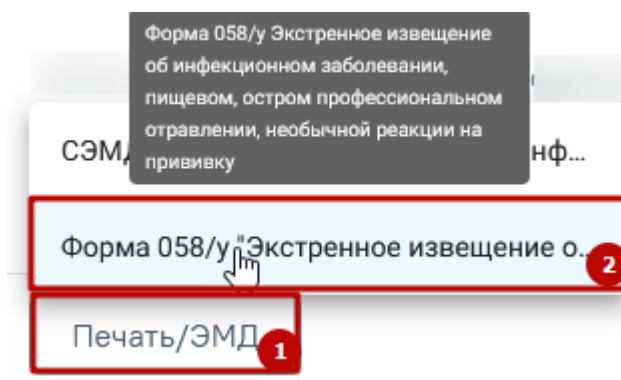 Форма 058/у Экстренное извещение
об инфекционном заболевании,
пищевом, остром профессиональном
отравлении, необычной реакции на
прививку
СЭМД нф...
Форма 058/у "Экстренное извещение о...
2
Печать/ЭМД
1